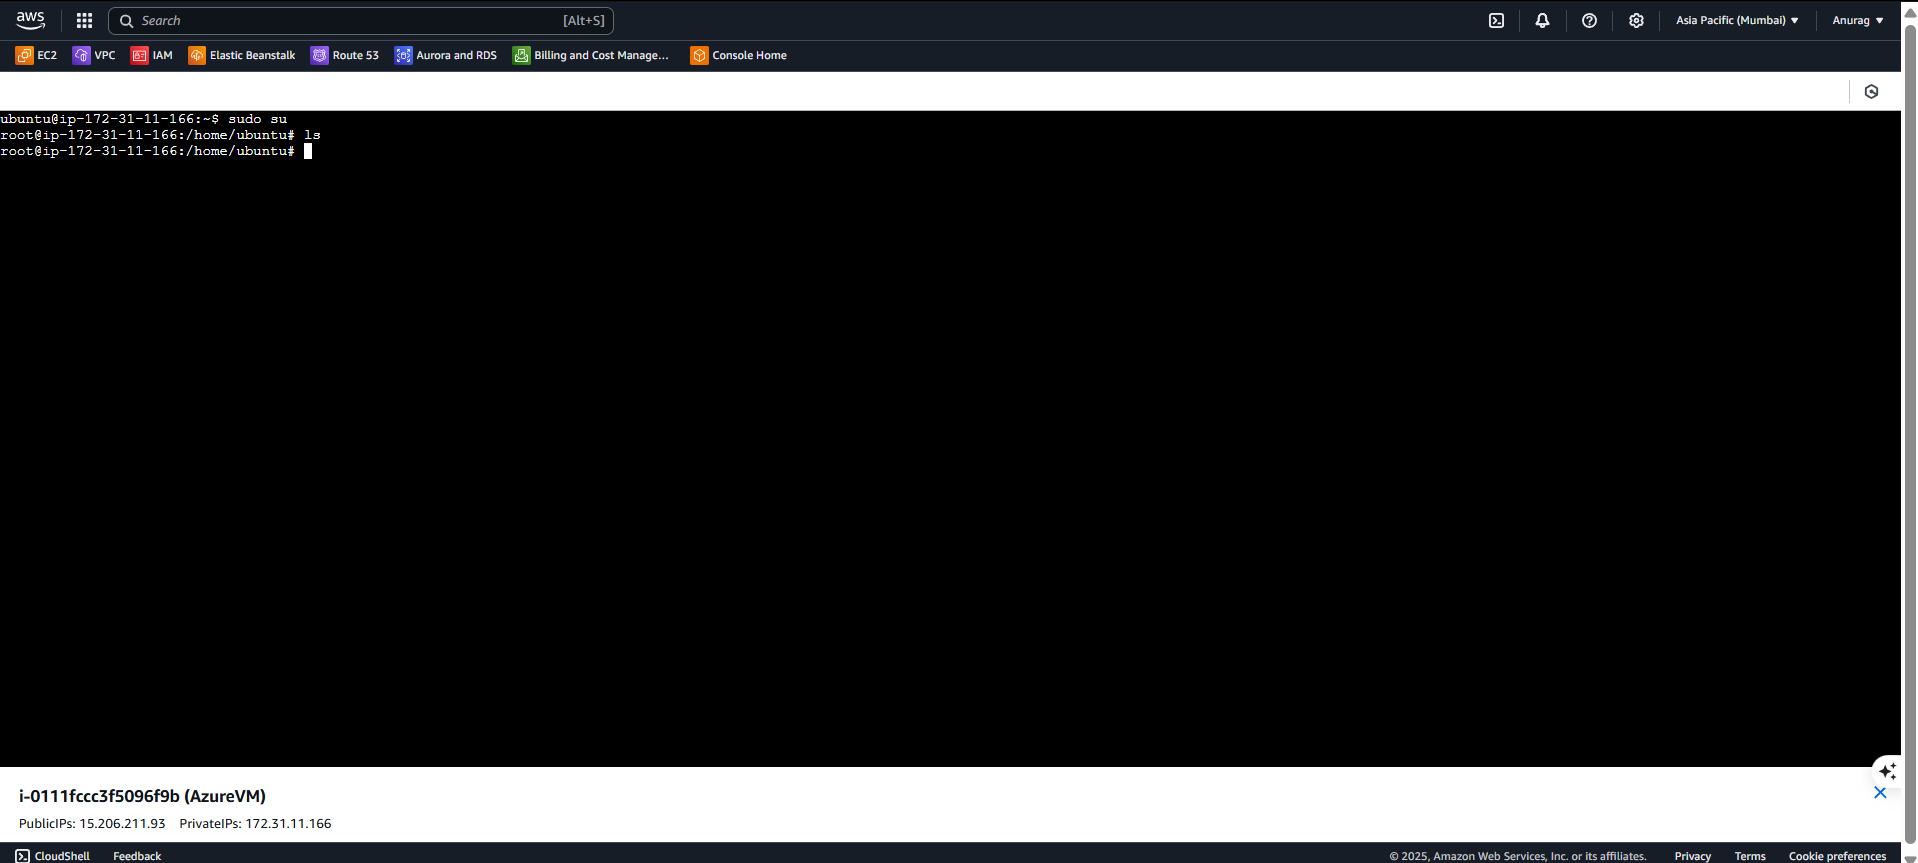 aws Search [Alt+S] Asia Pacific (Mumbai) Anurag
EC2 VPC IAM Elastic Beanstalk Route 53 Aurora and RDS Billing and Cost Manage... Console Home
ubuntu@ip-172-31-11-166:~$ sudo su
root@ip-172-31-11-166:/home/ubuntu# ls
root@ip-172-31-11-166:/home/ubuntu#
i-0111fccc3f5096f9b (AzureVM)
PublicIPs: 15.206.211.93 PrivateIPs: 172.31.11.166
CloudShell Feedback © 2025, Amazon Web Services, Inc. or its affiliates. Privacy Terms Cookie preferences